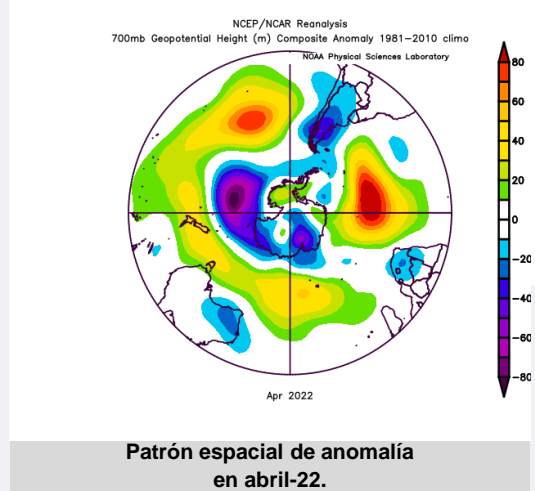 NCEP/NCAR Reanalysis
700mb Geopotential Height (m) Composite Anomaly 1981-2010 climo
NOAA Physical Sciences Laboratory
80
60
40
20
0
-20
-40
-60
-80
Apr 2022
Patrón espacial de anomalía
en abril-22.